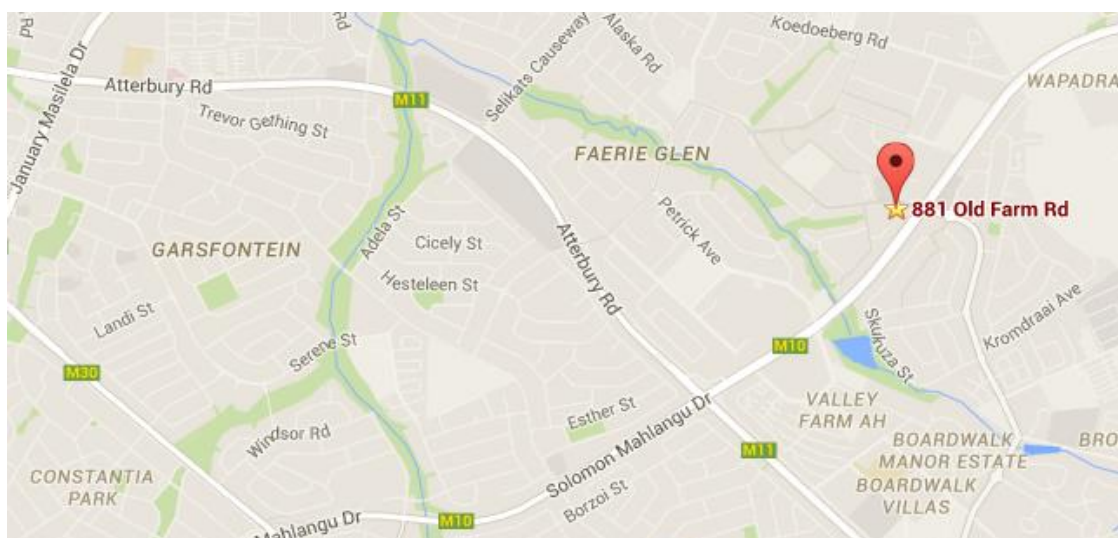 Rd
Rd
Koedoeberg Rd
Alaska Rd
Selikats Causeway
WAPADRA
January Masilela Dr
Atterbury Rd
M11
Trevor Gething St
FAERIE GLEN
881 Old Farm Rd
Adela St
Cicely St
Petrick Ave
GARSFONTEIN
Hesteleen St
Atterbury Rd
Landi St
Serene St
Skukuza St
Kromdraai Ave
M10
M30
VALLEY
FARM AH
Esther St
Solomon Mahlangu Dr
Windsor Rd
BOARDWALK
MANOR ESTATE
BRO
M11
CONSTANTIA
PARK
BOARDWALK
VILLAS
Borzoi St
M10
Mahlangu Dr